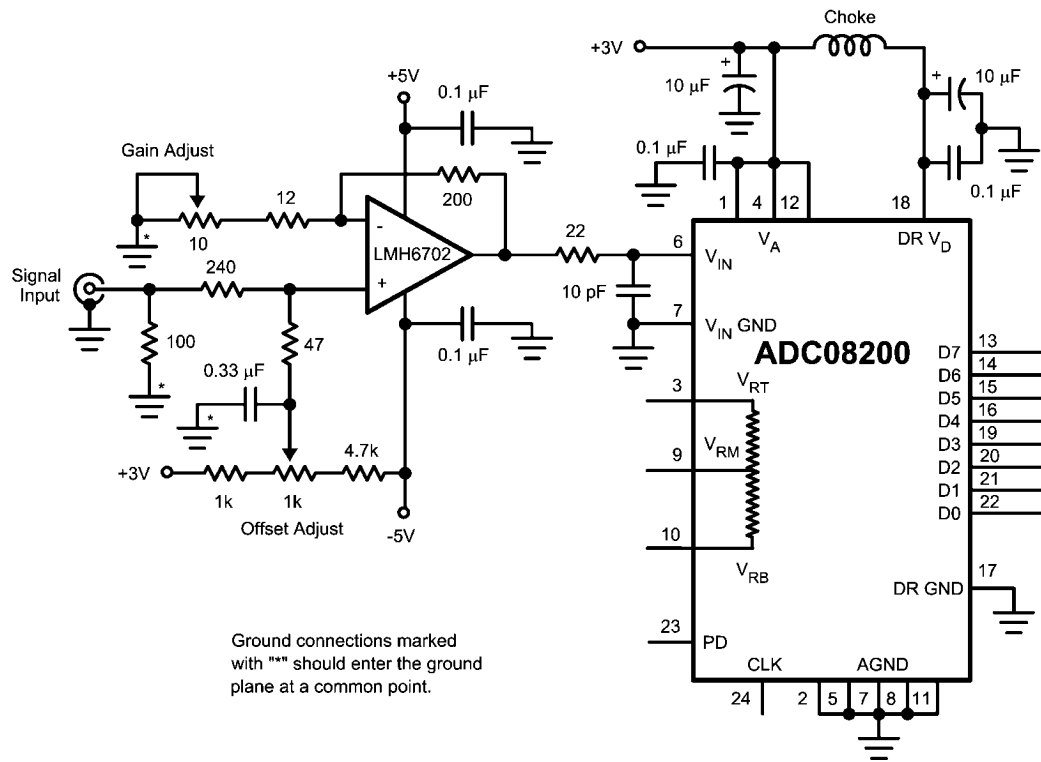 Choke
+3V
+
10 µF
+
10 µF
+5V
0.1 µF
0.1 µF
0.1 µF
Gain Adjust
12
200
1
4
12
18
10
*
-
LMH6702
+
22
6
V_A
DR V_D
V_IN
Signal
Input
240
10 pF
7
V_IN GND
100
47
0.1 µF
ADC08200
*
0.33 µF
*
3
V_RT
D7
13
D6
14
D5
15
D4
16
D3
19
D2
20
D1
21
D0
22
9
V_RM
+3V
1k
1k
4.7k
Offset Adjust
-5V
10
V_RB
DR GND
17
23
PD
Ground connections marked
with "*" should enter the ground
plane at a common point.
CLK
AGND
24
2
5
7
8
11